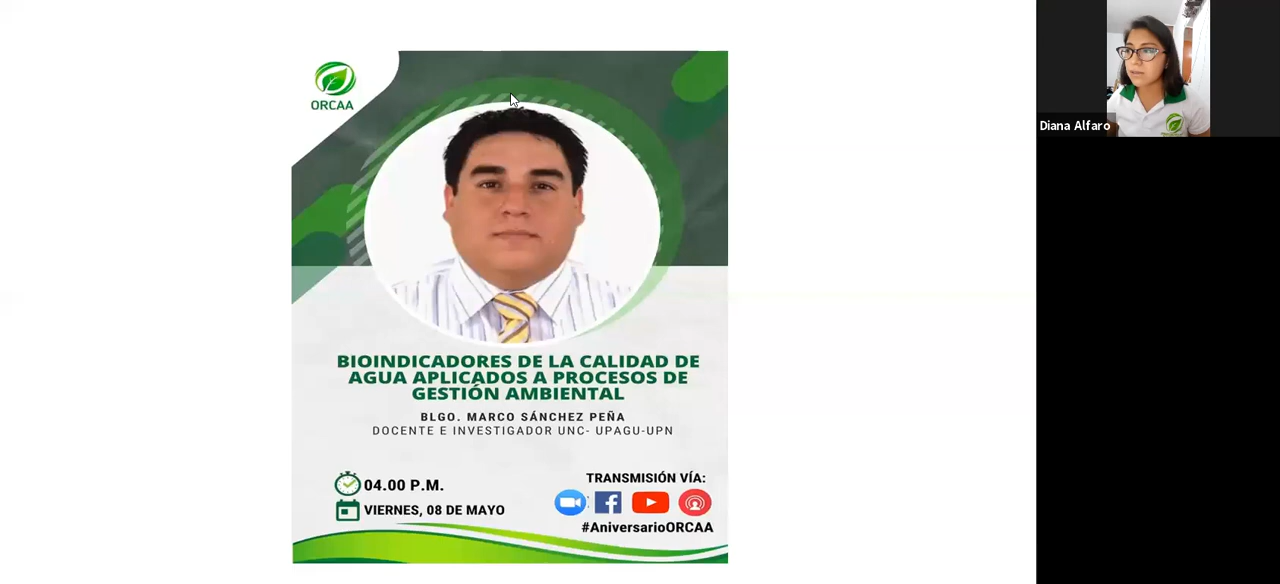 ORCAA
BIOINDICADORES DE LA CALIDAD DE
AGUA APLICADOS A PROCESOS DE
GESTIÓN AMBIENTAL
BLGO. MARCO SÁNCHEZ PEÑA
DOCENTE E INVESTIGADOR UNC- UPAGU-UPN
04.00 P.M.
VIERNES, 08 DE MAYO
TRANSMISIÓN VÍA:
#AniversarioORCAA
Diana Alfaro